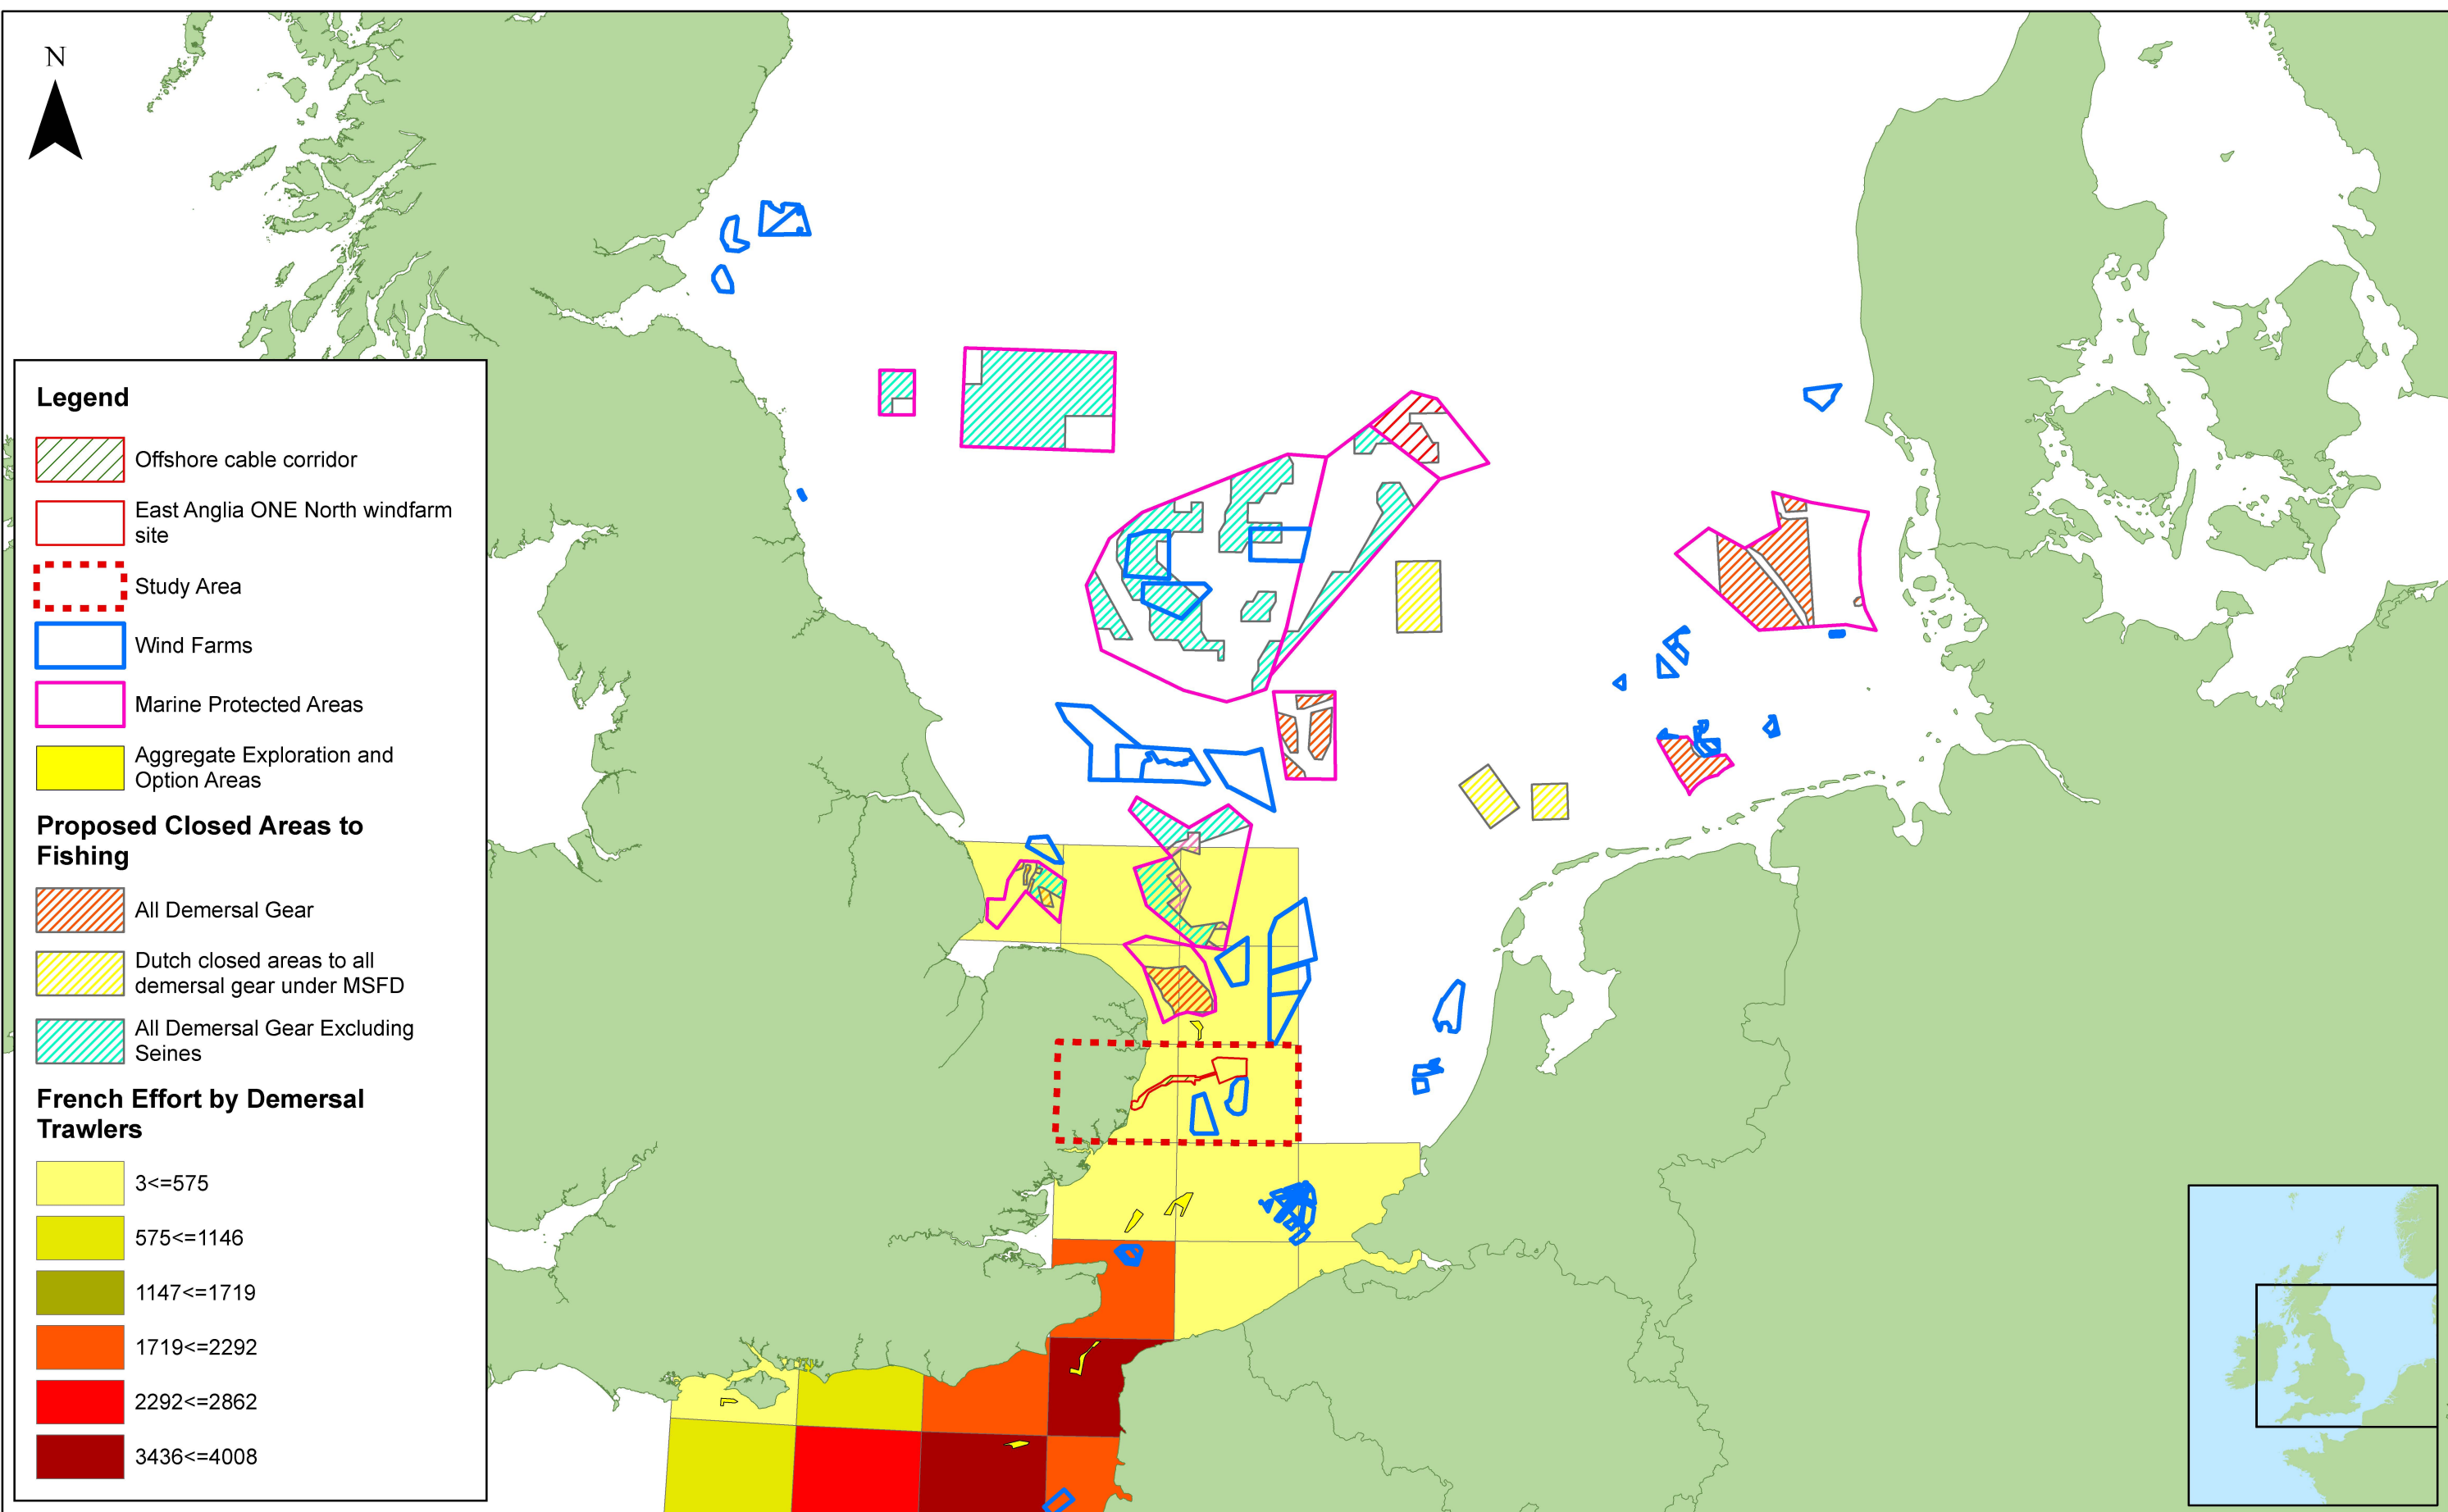 N
Legend
Offshore cable corridor
East Anglia ONE North windfarm
site
Study Area
Wind Farms
Marine Protected Areas
Aggregate Exploration and
Option Areas
Proposed Closed Areas to
Fishing
All Demersal Gear
Dutch closed areas to all
demersal gear under MSFD
All Demersal Gear Excluding
Seines
French Effort by Demersal
Trawlers
3<=575
575<=1146
1147<=1719
1719<=2292
2292<=2862
3436<=4008